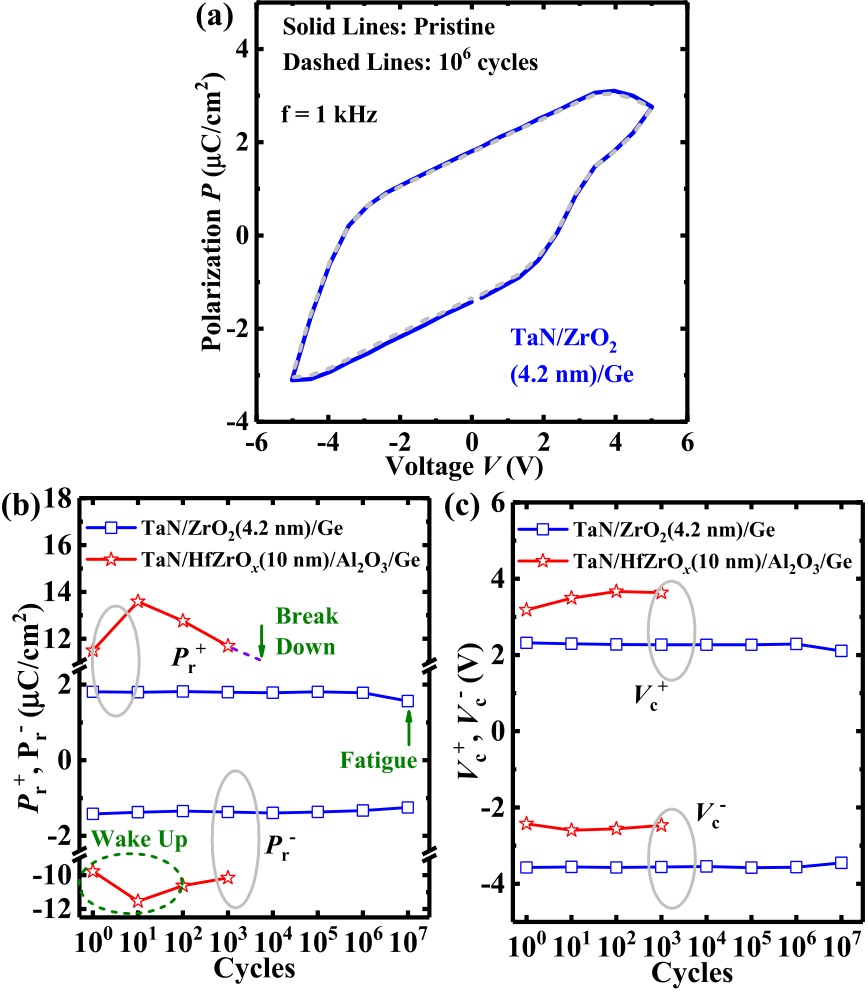 (a)
Solid Lines: Pristine
Dashed Lines: 10⁶ cycles
f = 1 kHz
TaN/ZrO₂
(4.2 nm)/Ge
Polarization P (μC/cm²)
4
2
0
-2
-4
-6 -4 -2 0 2 4 6
Voltage V (V)
(b)
TaN/ZrO₂(4.2 nm)/Ge
TaN/HfZrOₓ(10 nm)/Al₂O₃/Ge
Break
Down
Pᵣ⁺
Fatigue
Wake Up
Pᵣ⁻
Pᵣ⁺, Pᵣ⁻ (μC/cm²)
18
16
14
12
2
0
-2
-10
-12
10⁰ 10¹ 10² 10³ 10⁴ 10⁵ 10⁶ 10⁷
Cycles
(c)
TaN/ZrO₂(4.2 nm)/Ge
TaN/HfZrOₓ(10 nm)/Al₂O₃/Ge
V_c⁺
V_c⁻
V_c⁺, V_c⁻ (V)
6
4
2
0
-2
-4
10⁰ 10¹ 10² 10³ 10⁴ 10⁵ 10⁶ 10⁷
Cycles